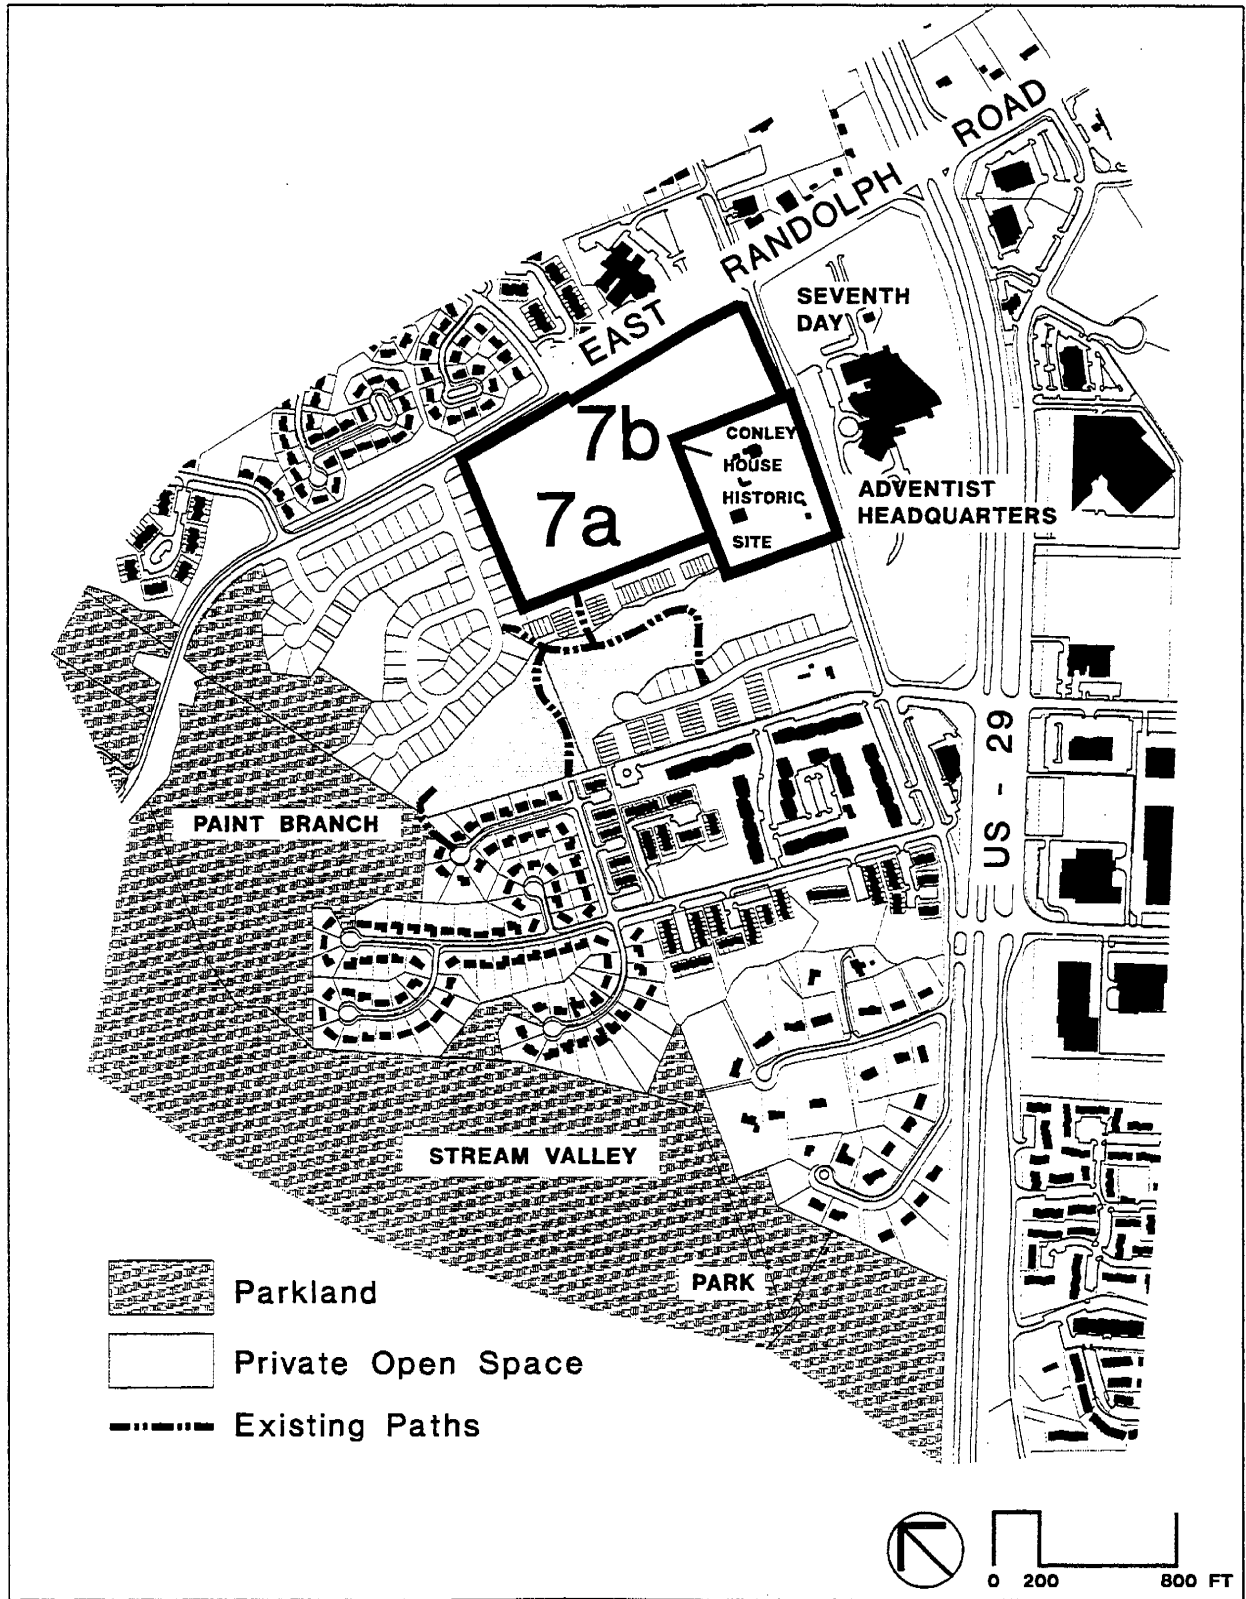 EAST RANDOLPH ROAD
SEVENTH
DAY
7b
CONLEY
HOUSE
HISTORIC
SITE
7a
ADVENTIST
HEADQUARTERS
US - 29
PAINT BRANCH
STREAM VALLEY
PARK
Parkland
Private Open Space
Existing Paths
0 200 800 FT